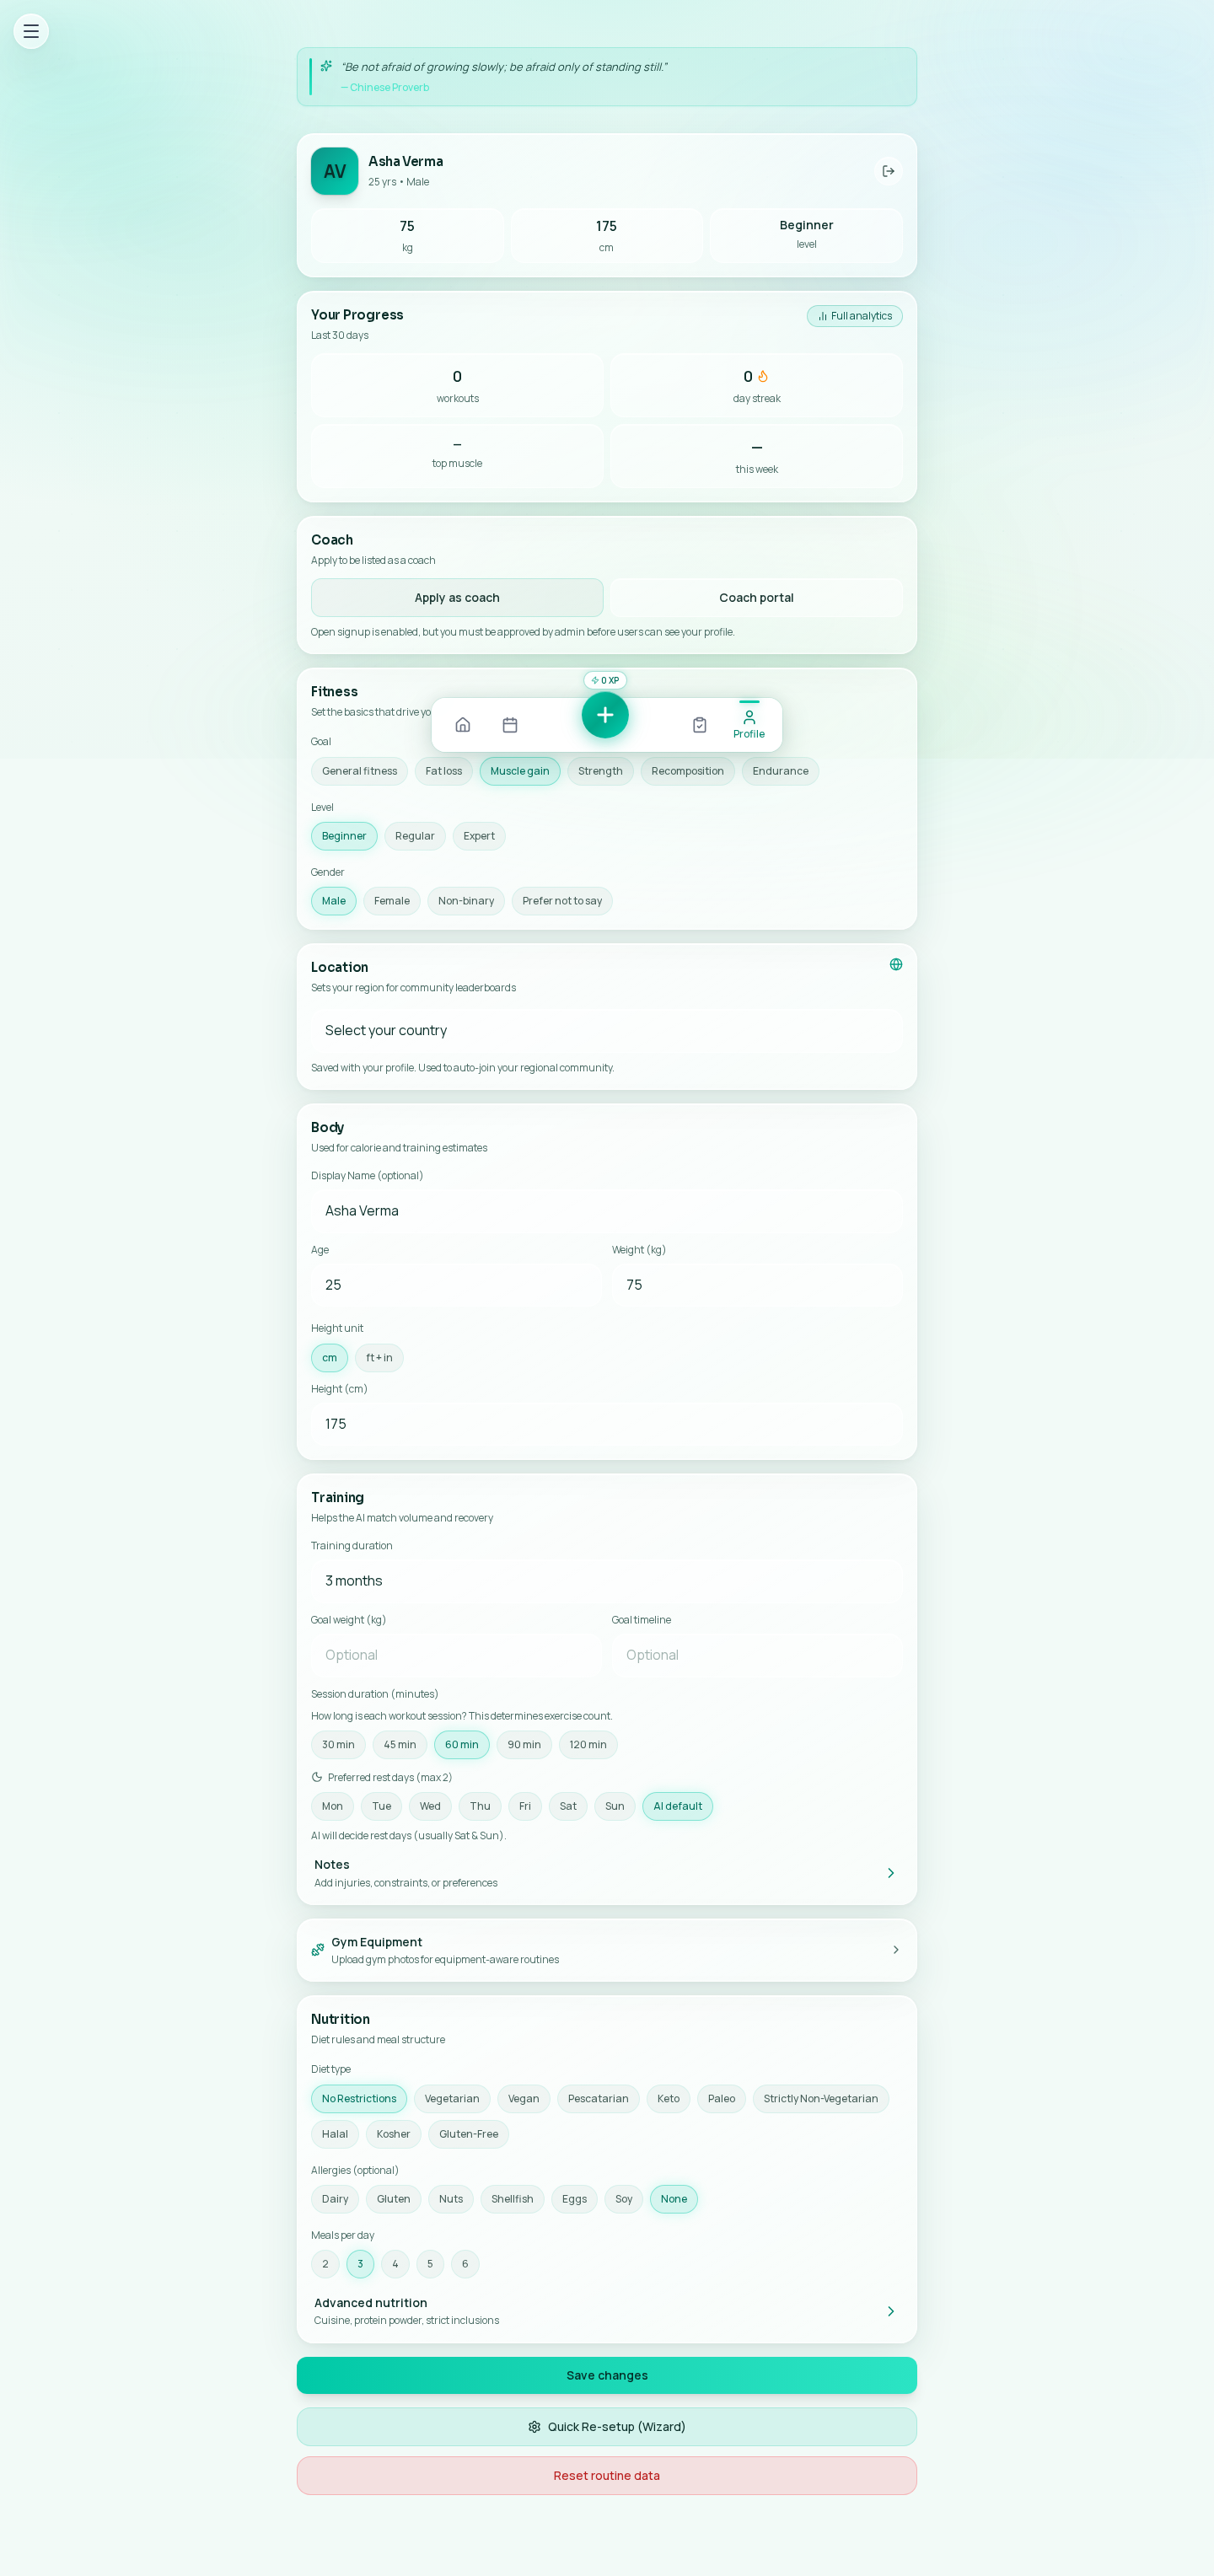 “Be not afraid of growing slowly; be afraid only of standing still.”
— Chinese Proverb
AV
Asha Verma
25 yrs • Male
75
kg
175
cm
Beginner
level
Your Progress
Last 30 days
Full analytics
0
workouts
0
day streak
—
top muscle
—
this week
Coach
Apply to be listed as a coach
Apply as coach
Coach portal
Open signup is enabled, but you must be approved by admin before users can see your profile.
0 XP
Fitness
Set the basics that drive yo
Profile
Goal
General fitness
Fat loss
Muscle gain
Strength
Recomposition
Endurance
Level
Beginner
Regular
Expert
Gender
Male
Female
Non-binary
Prefer not to say
Location
Sets your region for community leaderboards
Select your country
Saved with your profile. Used to auto-join your regional community.
Body
Used for calorie and training estimates
Display Name (optional)
Asha Verma
Age
Weight (kg)
25
75
Height unit
cm
ft + in
Height (cm)
175
Training
Helps the AI match volume and recovery
Training duration
3 months
Goal weight (kg)
Goal timeline
Optional
Optional
Session duration (minutes)
How long is each workout session? This determines exercise count.
30 min
45 min
60 min
90 min
120 min
Preferred rest days (max 2)
Mon
Tue
Wed
Thu
Fri
Sat
Sun
AI default
AI will decide rest days (usually Sat & Sun).
Notes
Add injuries, constraints, or preferences
Gym Equipment
Upload gym photos for equipment-aware routines
Nutrition
Diet rules and meal structure
Diet type
No Restrictions
Vegetarian
Vegan
Pescatarian
Keto
Paleo
Strictly Non-Vegetarian
Halal
Kosher
Gluten-Free
Allergies (optional)
Dairy
Gluten
Nuts
Shellfish
Eggs
Soy
None
Meals per day
2
3
4
5
6
Advanced nutrition
Cuisine, protein powder, strict inclusions
Save changes
Quick Re-setup (Wizard)
Reset routine data